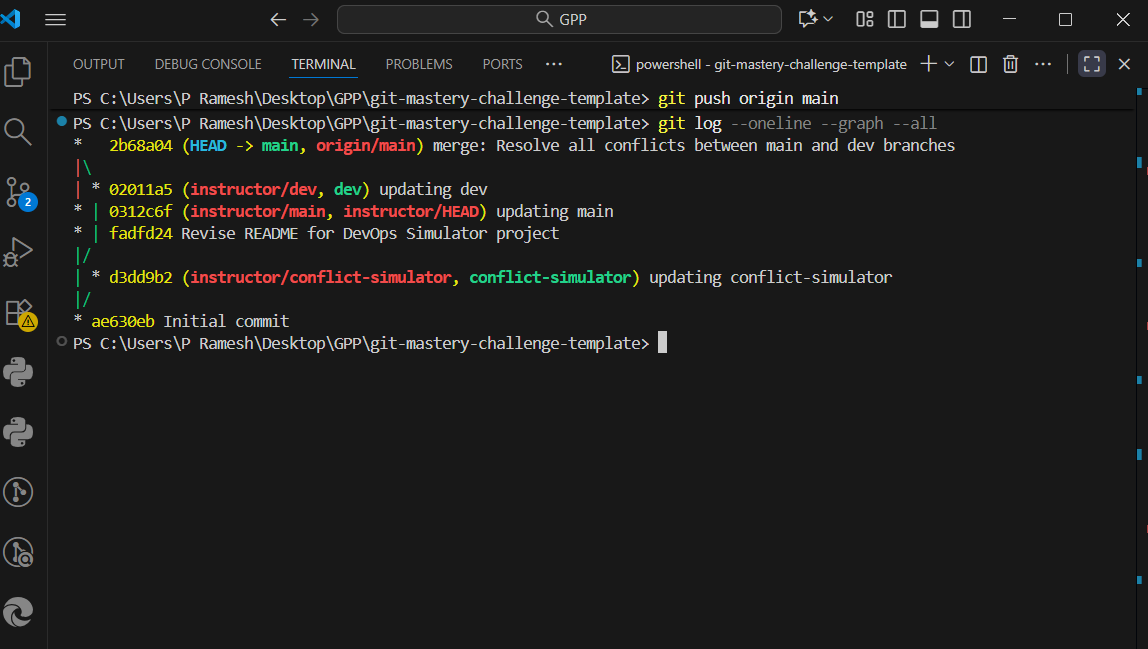 GPP
OUTPUT DEBUG CONSOLE TERMINAL PROBLEMS PORTS ... powershell - git-mastery-challenge-template
PS C:\Users\P Ramesh\Desktop\GPP\git-mastery-challenge-template> git push origin main
PS C:\Users\P Ramesh\Desktop\GPP\git-mastery-challenge-template> git log --oneline --graph --all
*   2b68a04 (HEAD -> main, origin/main) merge: Resolve all conflicts between main and dev branches
|\
| * 02011a5 (instructor/dev, dev) updating dev
* | 0312c6f (instructor/main, instructor/HEAD) updating main
* | fadfd24 Revise README for DevOps Simulator project
|/
| * d3dd9b2 (instructor/conflict-simulator, conflict-simulator) updating conflict-simulator
|/
* ae630eb Initial commit
PS C:\Users\P Ramesh\Desktop\GPP\git-mastery-challenge-template>
2